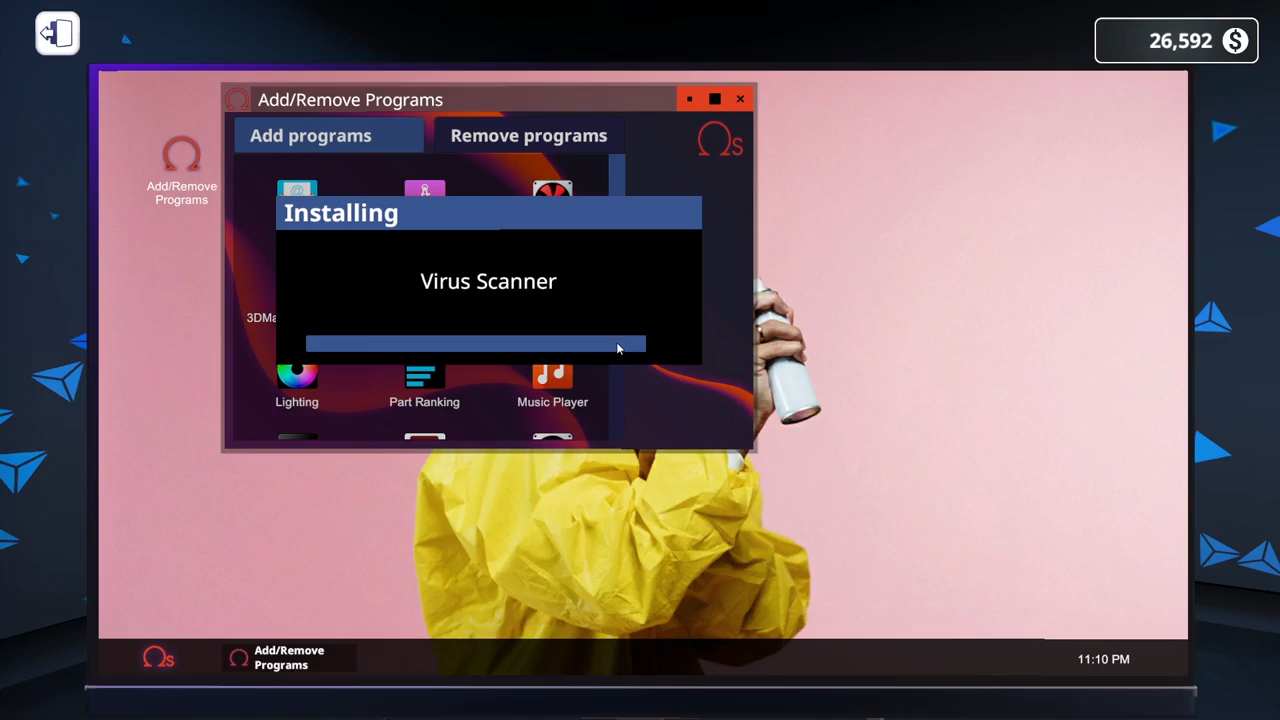 26,592
Add/Remove Programs
Add programs
Remove programs
Add/Remove
Programs
Installing
Virus Scanner
3DMa
Lighting
Part Ranking
Music Player
Add/Remove
Programs
11:10 PM